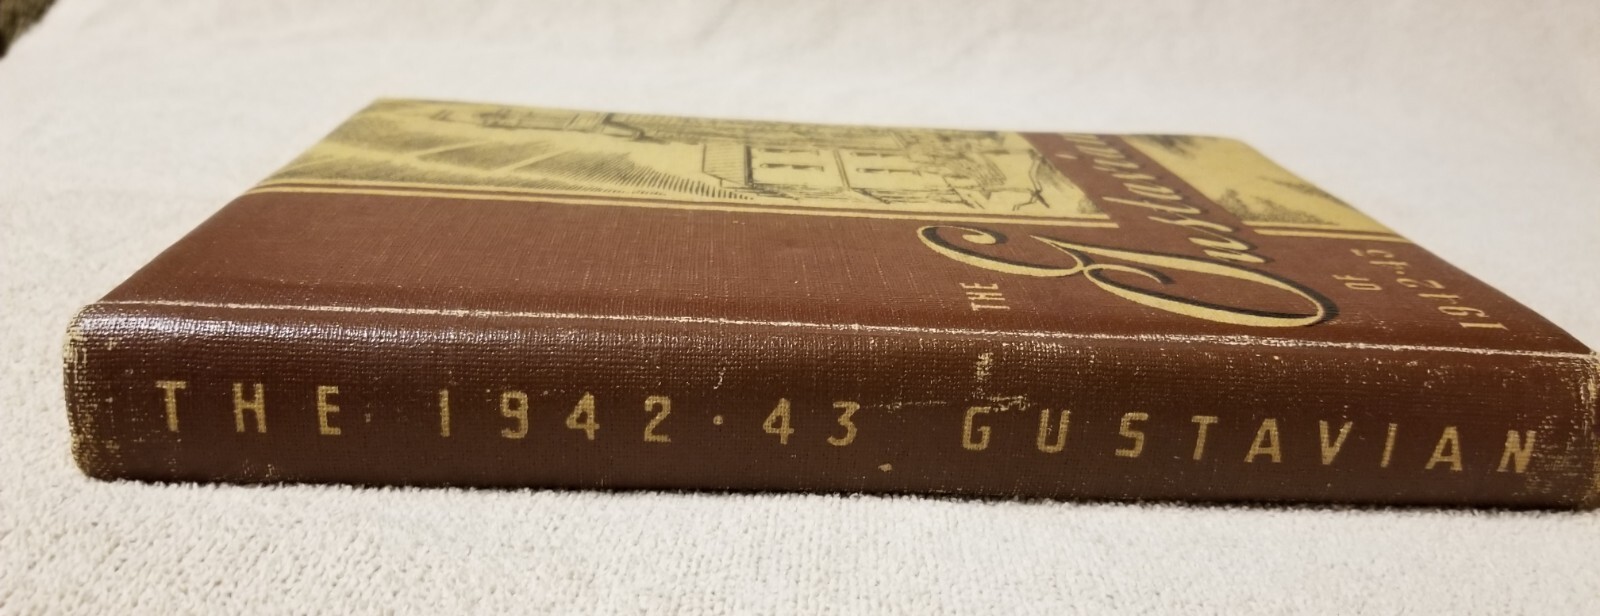 THE
Gustavian
OF
1942-43
THE 1942·43 GUSTAVIAN